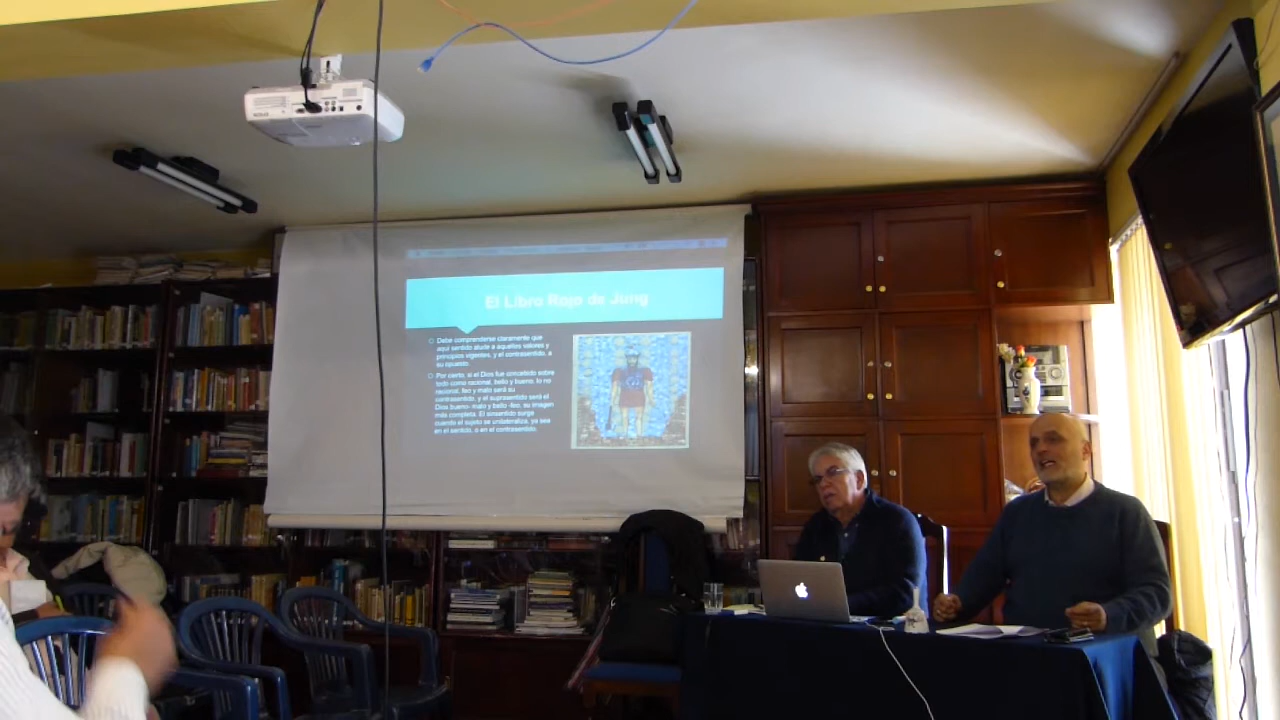 El Libro Rojo de Jung
Debe comprenderse claramente que
aquí sentido alude a aquellos valores y
principios vigentes, y el contrasentido, a
su opuesto.
Por cierto, si el Dios fue concebido sobre
todo como racional, bello y bueno, lo no
racional, feo y malo será su
contrasentido, y el suprasentido será el
Dios bueno- malo y bello -feo, su imagen
más completa. El sinsentido surge
cuando el sujeto se unilateraliza, ya sea
en el sentido, o en el contrasentido.
EPSON